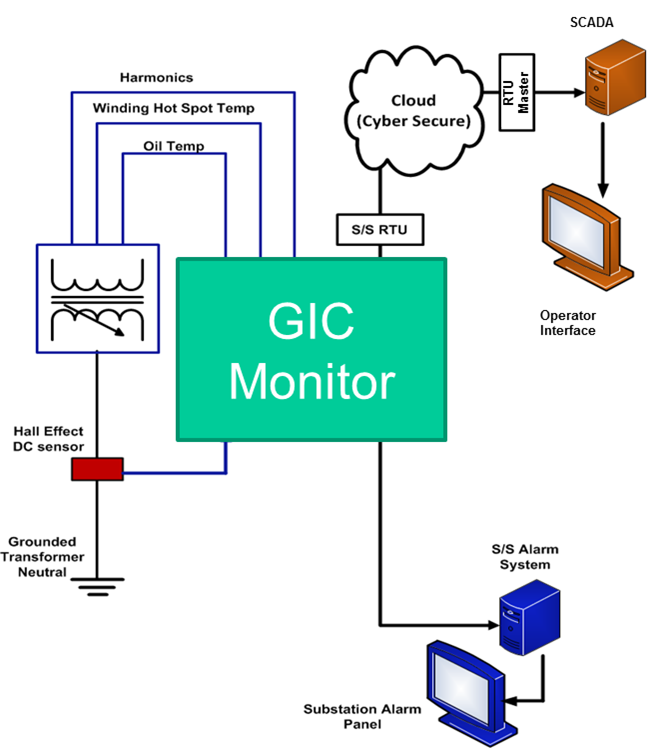 SCADA
Harmonics
Winding Hot Spot Temp
Oil Temp
Cloud
(Cyber Secure)
RTU
Master
S/S RTU
GIC
Monitor
Operator
Interface
Hall Effect
DC sensor
Grounded
Transformer
Neutral
S/S Alarm
System
Substation Alarm
Panel